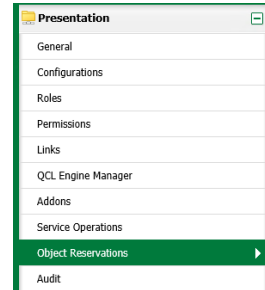 Presentation
General
Configurations
Roles
Permissions
Links
QCL Engine Manager
Addons
Service Operations
Object Reservations
Audit